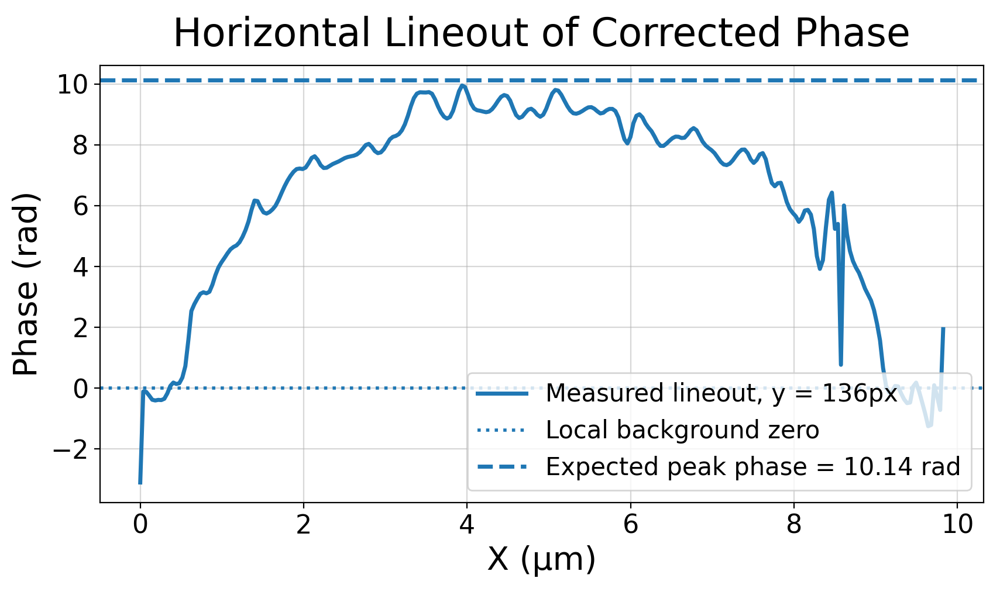 Horizontal Lineout of Corrected Phase
Phase (rad)
10
8
6
4
2
0
−2
Measured lineout, y = 136px
Local background zero
Expected peak phase = 10.14 rad
0 2 4 6 8 10
X (μm)